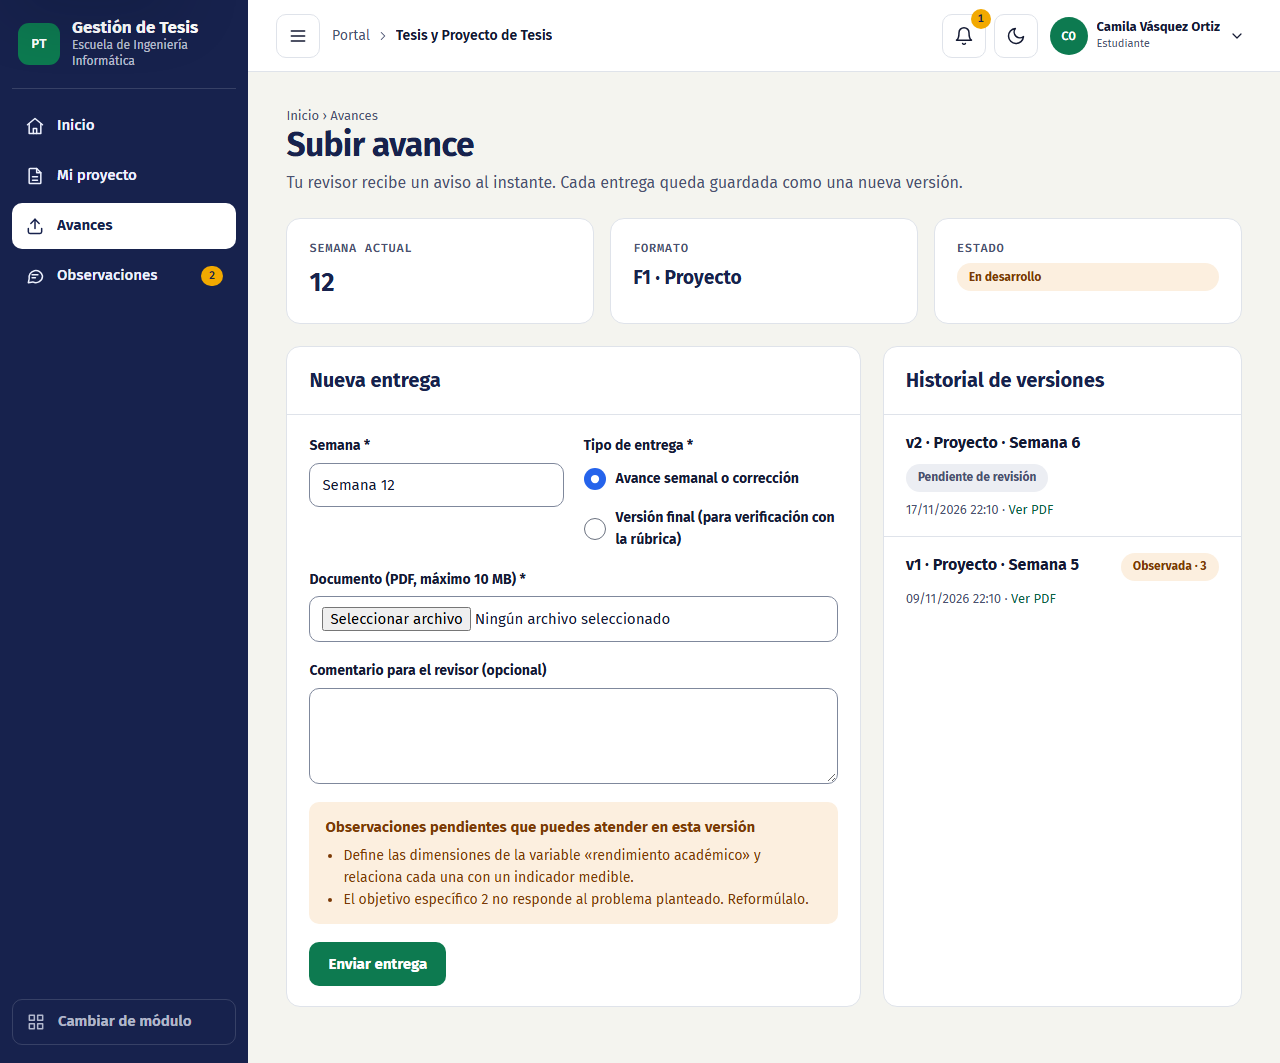 PT
Gestión de Tesis
Escuela de Ingeniería
Informática
Inicio
Mi proyecto
Avances
Observaciones
2
Cambiar de módulo
Portal
Tesis y Proyecto de Tesis
1
CO
Camila Vásquez Ortiz
Estudiante
Inicio › Avances
Subir avance
Tu revisor recibe un aviso al instante. Cada entrega queda guardada como una nueva versión.
SEMANA ACTUAL
12
FORMATO
F1 · Proyecto
ESTADO
En desarrollo
Nueva entrega
Semana *
Semana 12
Tipo de entrega *
Avance semanal o corrección
Versión final (para verificación con
la rúbrica)
Documento (PDF, máximo 10 MB) *
Seleccionar archivo Ningún archivo seleccionado
Comentario para el revisor (opcional)
Observaciones pendientes que puedes atender en esta versión
• Define las dimensiones de la variable «rendimiento académico» y
relaciona cada una con un indicador medible.
• El objetivo específico 2 no responde al problema planteado. Reformúlalo.
Enviar entrega
Historial de versiones
v2 · Proyecto · Semana 6
Pendiente de revisión
17/11/2026 22:10 · Ver PDF
v1 · Proyecto · Semana 5
Observada · 3
09/11/2026 22:10 · Ver PDF